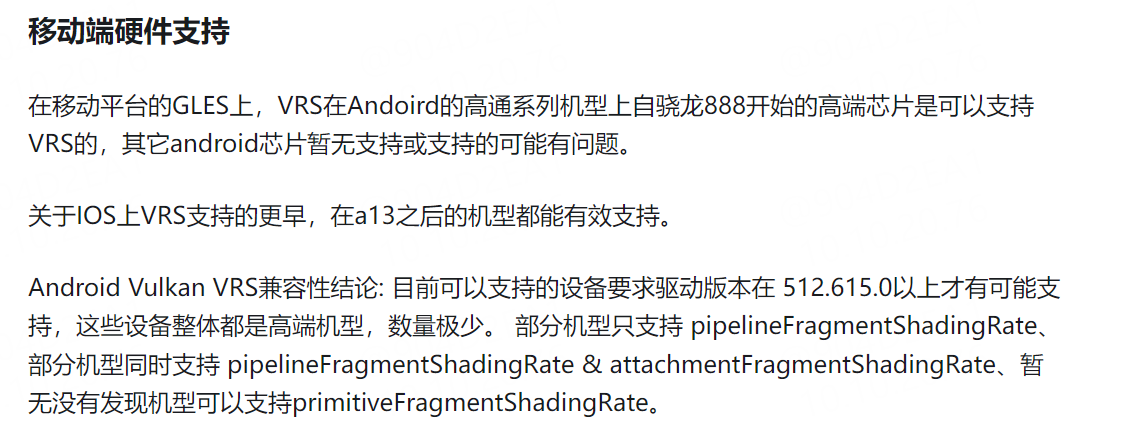 移动端硬件支持
在移动平台的GLES上，VRS在Andoird的高通系列机型上自骁龙888开始的高端芯片是可以支持
VRS的，其它android芯片暂无支持或支持的可能有问题。
关于IOS上VRS支持的更早，在a13之后的机型都能有效支持。
Android Vulkan VRS兼容性结论: 目前可以支持的设备要求驱动版本在 512.615.0以上才有可能支
持，这些设备整体都是高端机型，数量极少。 部分机型只支持 pipelineFragmentShadingRate、
部分机型同时支持 pipelineFragmentShadingRate & attachmentFragmentShadingRate、暂
无没有发现机型可以支持primitiveFragmentShadingRate。